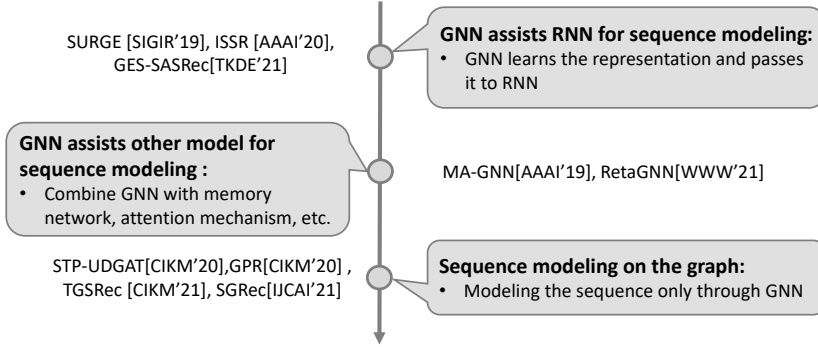 SURGE [SIGIR’19], ISSR [AAAI’20],
GES-SASRec[TKDE’21]
GNN assists RNN for sequence modeling:
• GNN learns the representation and passes
it to RNN
GNN assists other model for
sequence modeling :
• Combine GNN with memory
network, attention mechanism, etc.
MA-GNN[AAAI’19], RetaGNN[WWW’21]
STP-UDGAT[CIKM’20],GPR[CIKM’20] ,
TGSRec [CIKM’21], SGRec[IJCAI’21]
Sequence modeling on the graph:
• Modeling the sequence only through GNN